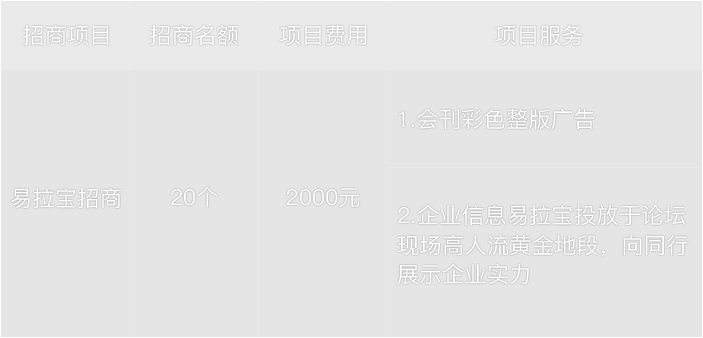 招商项目 招商名额 项目费用 项目服务
易拉宝招商 20个 2000元 1.会刊彩色整版广告
2.企业信息易拉宝投放于论坛
现场高人流黄金地段，向同行
展示企业实力